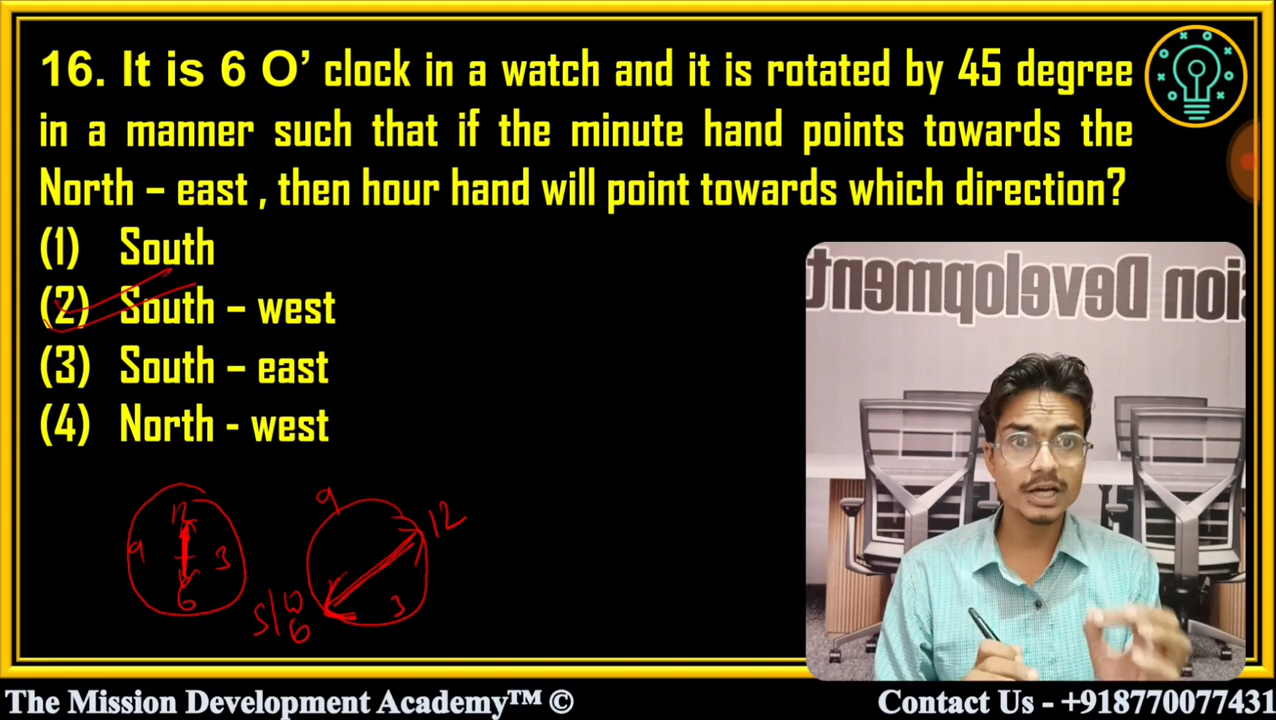 16. It is 6 O' clock in a watch and it is rotated by 45 degree
in a manner such that if the minute hand points towards the
North – east , then hour hand will point towards which direction?
(1) South
(2) South – west
(3) South – east
(4) North - west
sion Development
12
9 3
6
9
12
3
S/W
6
The Mission Development Academy™ ©
Contact Us - +918770077431